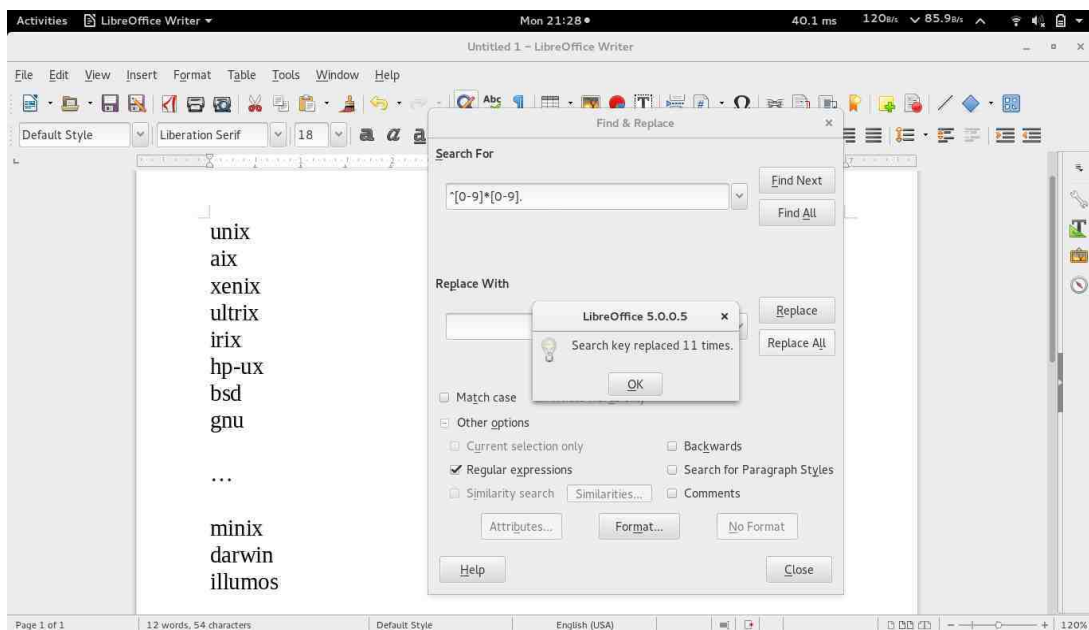 Activities LibreOffice Writer Mon 21:28 40.1 ms 120B/s 85.9B/s
Untitled 1 - LibreOffice Writer
File Edit View Insert Format Table Tools Window Help
Find & Replace
Default Style Liberation Serif 18 a a a
Search For
^[0-9]*[0-9].
Find Next
Find All
unix
aix
xenix
ultrix
irix
hp-ux
bsd
gnu
...
minix
darwin
illumos
Replace With
Replace
Replace All
LibreOffice 5.0.0.5
Search key replaced 11 times.
OK
Match case
Other options
Current selection only Backwards
Regular expressions Search for Paragraph Styles
Similarity search Similarities... Comments
Attributes... Format... No Format
Help Close
Page 1 of 1 12 words, 54 characters Default Style English (USA) 120%